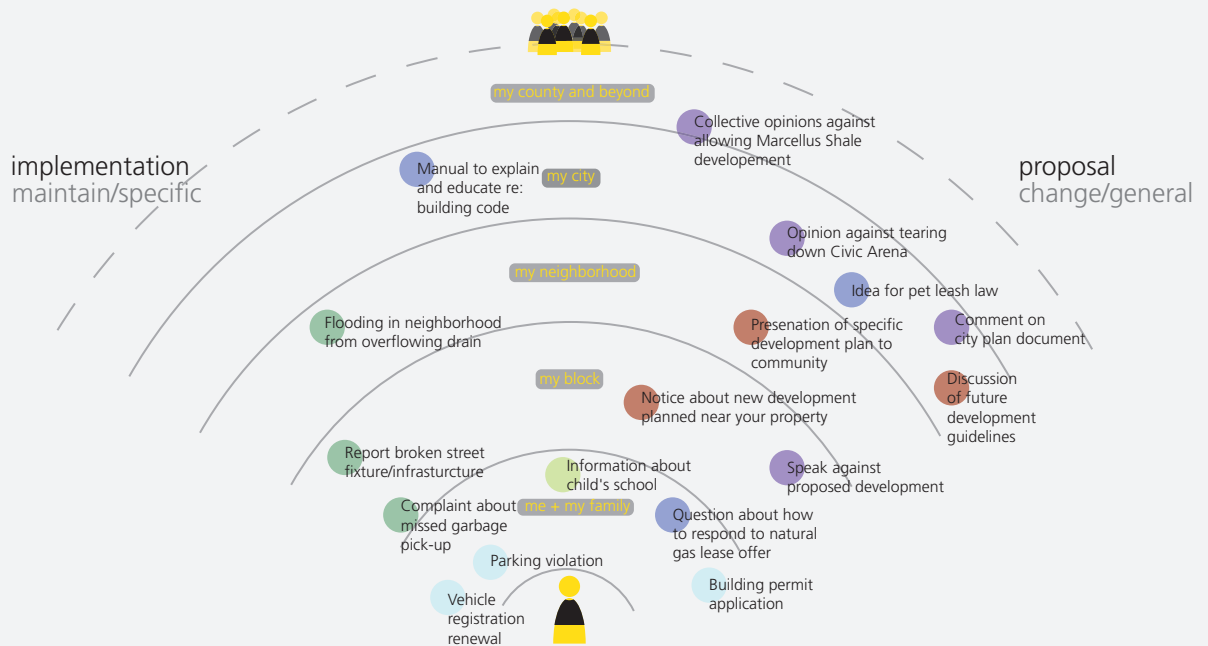 my county and beyond
Collective opinions against
allowing Marcellus Shale
developement
implementation
maintain/specific
Manual to explain
and educate re:
building code
my city
proposal
change/general
Opinion against tearing
down Civic Arena
my neighborhood
Idea for pet leash law
Flooding in neighborhood
from overflowing drain
Presenation of specific
development plan to
community
Comment on
city plan document
my block
Discussion
of future
development
guidelines
Notice about new development
planned near your property
Report broken street
fixture/infrasturcture
Information about
child's school
Speak against
proposed development
Complaint about
missed garbage
pick-up
me + my family
Question about how
to respond to natural
gas lease offer
Parking violation
Building permit
application
Vehicle
registration
renewal